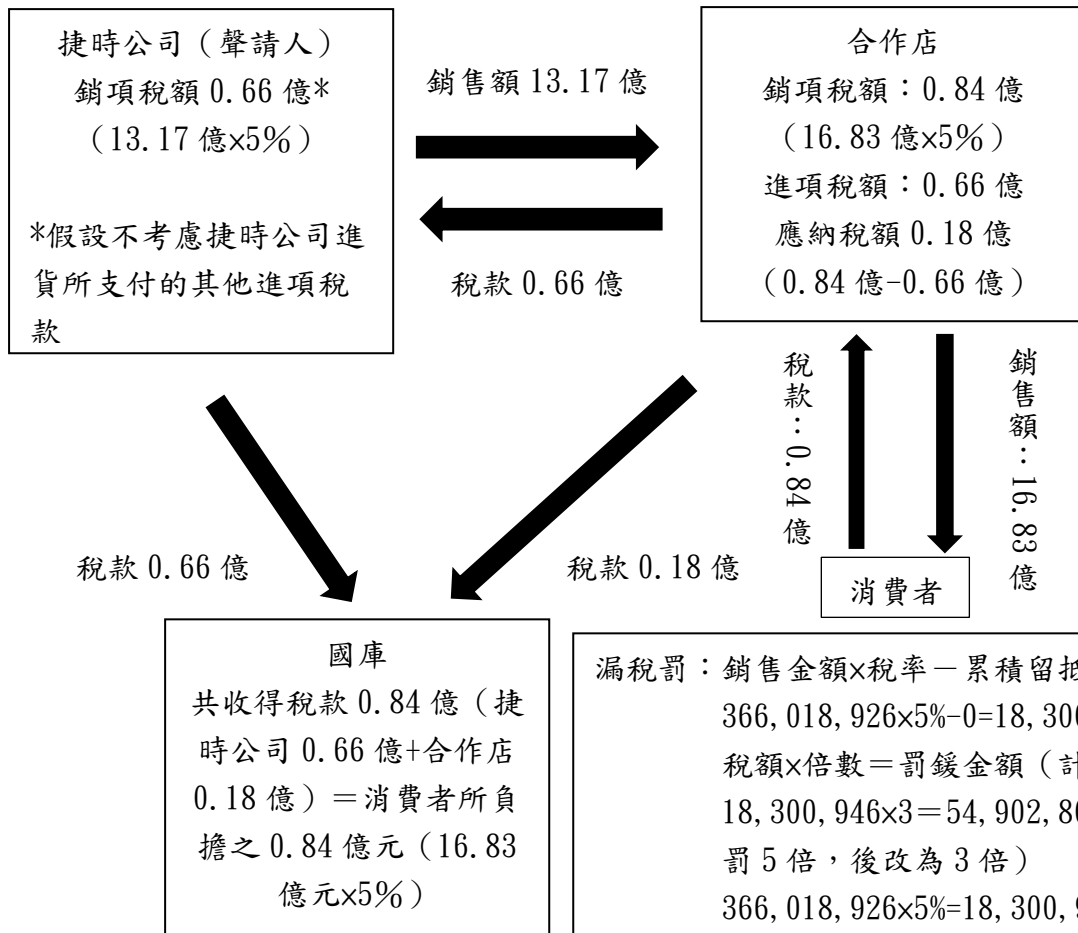 捷時公司（聲請人）
銷項稅額 0.66 億*
（13.17 億×5%）
*假設不考慮捷時公司進
貨所支付的其他進項稅
款
銷售額 13.17 億
稅款 0.66 億
合作店
銷項稅額：0.84 億
（16.83 億×5%）
進項稅額：0.66 億
應納稅額 0.18 億
（0.84 億-0.66 億）
稅款：0.84 億
銷售額：16.83 億
稅款 0.66 億
稅款 0.18 億
消費者
國庫
共收得稅款 0.84 億（捷
時公司 0.66 億+合作店
0.18 億）＝消費者所負
擔之 0.84 億元（16.83
億元×5%）
漏稅罰：銷售金額×稅率－累積留抵
366,018,926×5%-0=18,300
稅額×倍數＝罰鍰金額（計
18,300,946×3＝54,902,80
罰 5 倍，後改為 3 倍）
366,018,926×5%=18,300,9